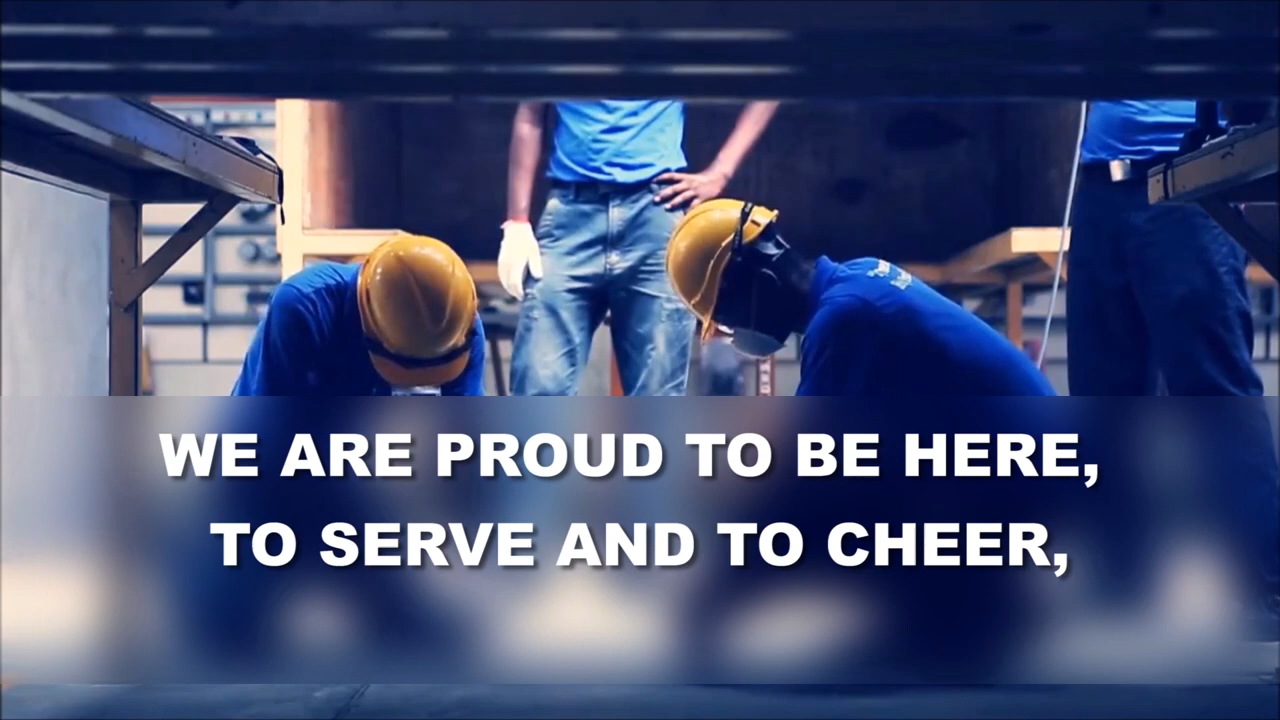 WE ARE PROUD TO BE HERE,
TO SERVE AND TO CHEER,